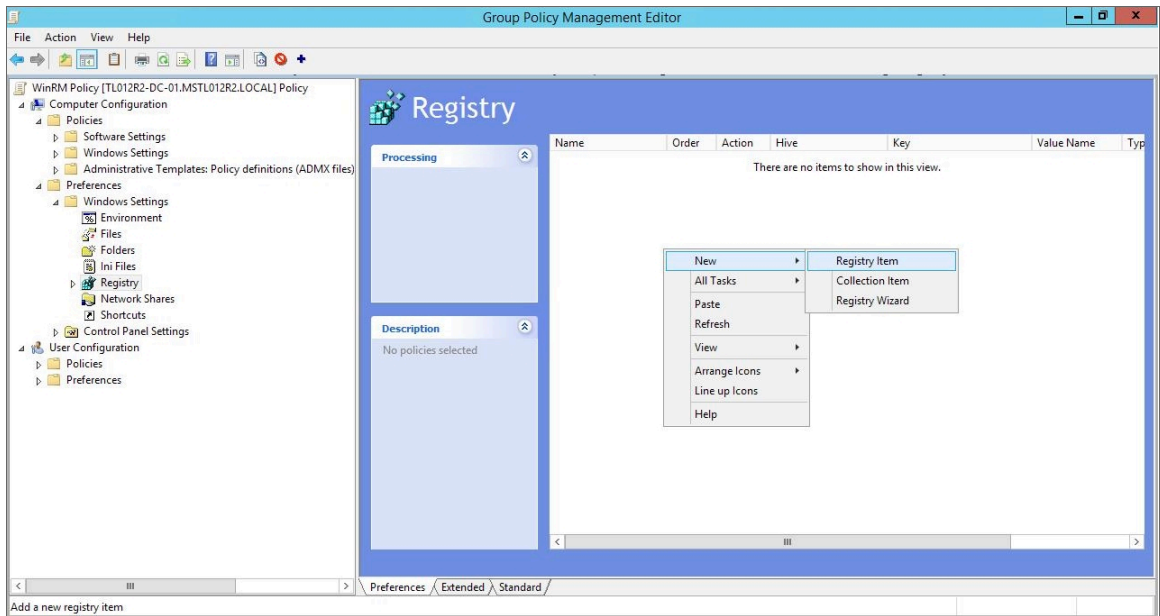 Group Policy Management Editor
File Action View Help
WinRM Policy [TL012R2-DC-01.MSTL012R2.LOCAL] Policy
Computer Configuration
Policies
Software Settings
Windows Settings
Administrative Templates: Policy definitions (ADMX files)
Preferences
Windows Settings
Environment
Files
Folders
Ini Files
Registry
Network Shares
Shortcuts
Control Panel Settings
User Configuration
Policies
Preferences
Registry
Processing
Description
No policies selected
Name Order Action Hive Key Value Name Typ
There are no items to show in this view.
New
All Tasks
Paste
Refresh
View
Arrange Icons
Line up Icons
Help
Registry Item
Collection Item
Registry Wizard
Preferences Extended Standard
Add a new registry item